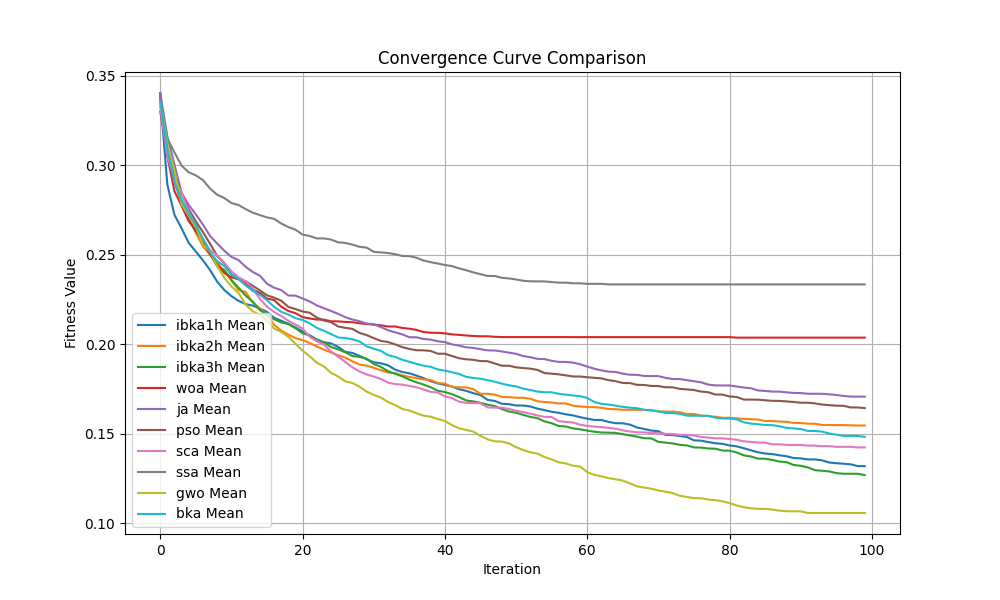 Convergence Curve Comparison
0.35
0.30
0.25
0.20
0.15
0.10
Fitness Value
ibka1h Mean
ibka2h Mean
ibka3h Mean
woa Mean
ja Mean
pso Mean
sca Mean
ssa Mean
gwo Mean
bka Mean
0 20 40 60 80 100
Iteration